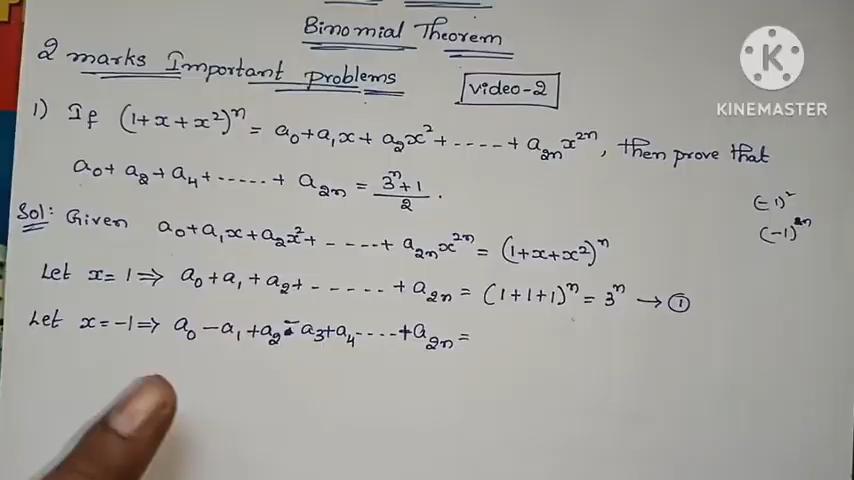 Binomial Theorem
2 marks Important problems
video-2
K
KINEMASTER
1) If (1+x+x²)ⁿ = a₀+a₁x+a₂x²+-----+a₂ₙx²ⁿ, then prove that
a₀+a₂+a₄+------+a₂ₙ = (3ⁿ+1)/2.
(-1)²
(-1)²ⁿ
Sol: Given a₀+a₁x+a₂x²+-----+a₂ₙx²ⁿ = (1+x+x²)ⁿ
Let x=1 ⇒ a₀+a₁+a₂+------+a₂ₙ = (1+1+1)ⁿ = 3ⁿ → ①
Let x=-1 ⇒ a₀-a₁+a₂-a₃+a₄-----+a₂ₙ =